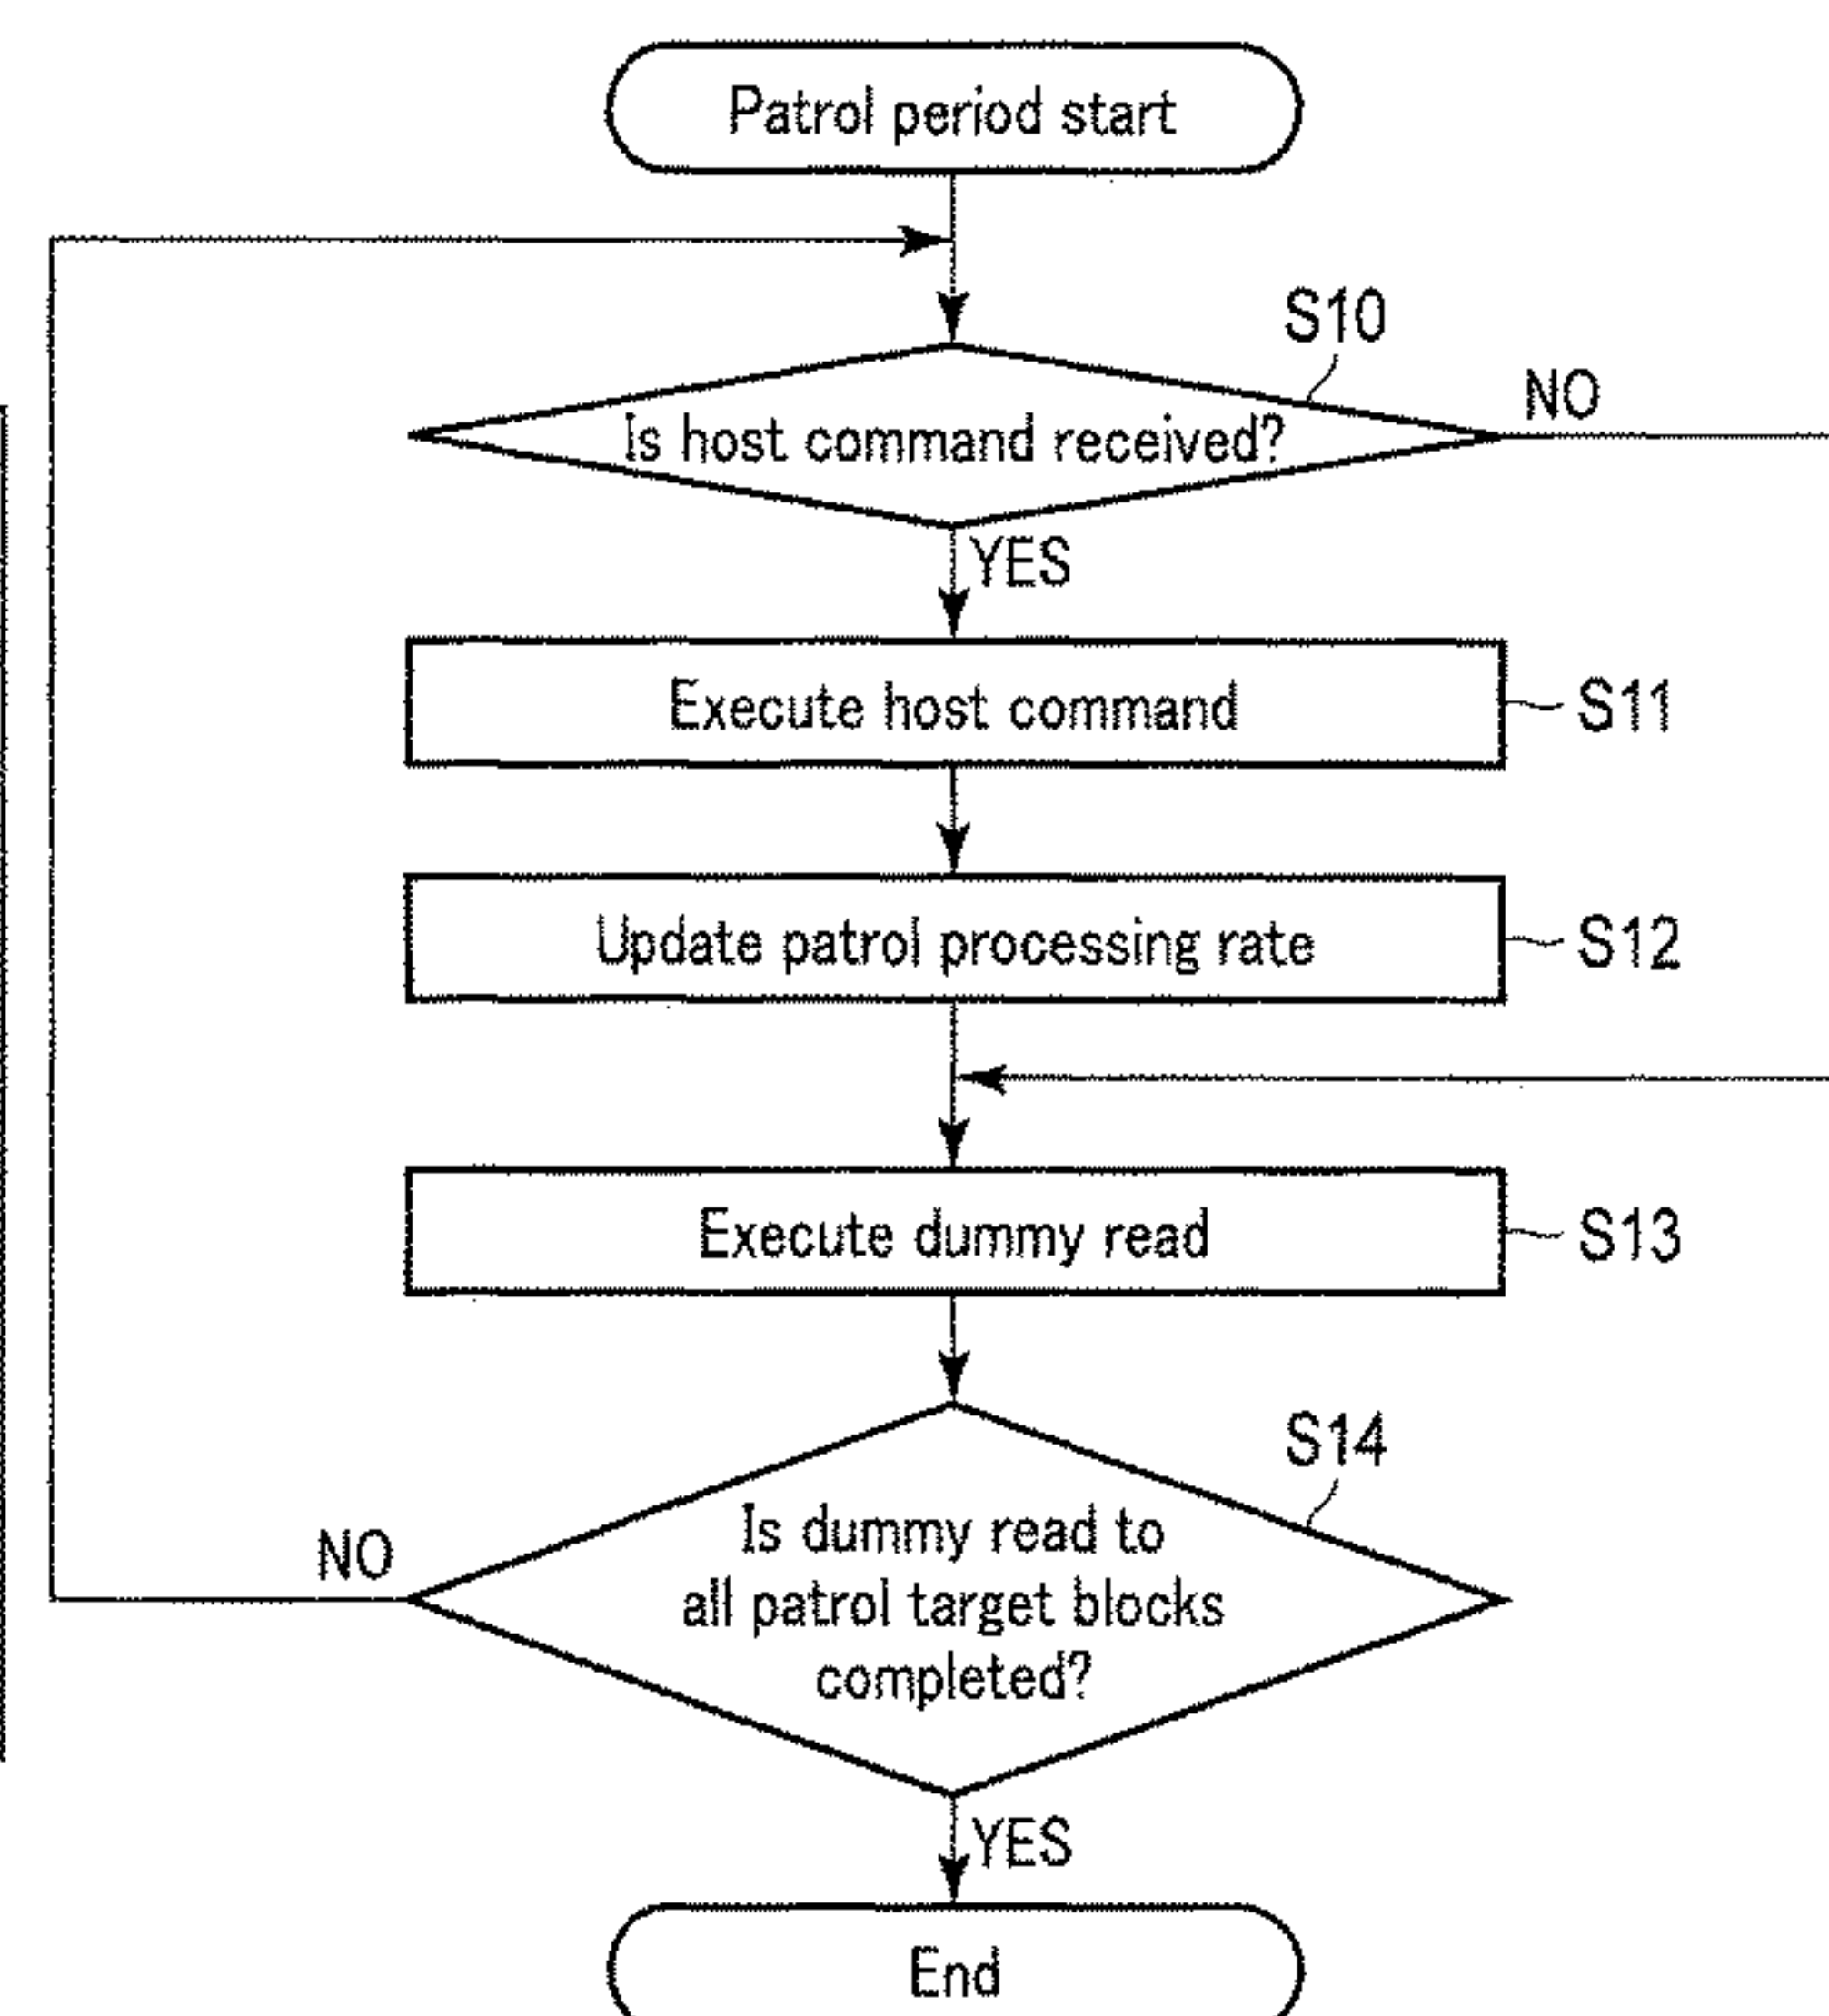 Patrol period start
S10
NO
Is host command received?
YES
Execute host command
S11
Update patrol processing rate
S12
Execute dummy read
S13
S14
Is dummy read to
NO
all patrol target blocks
completed?
YES
End